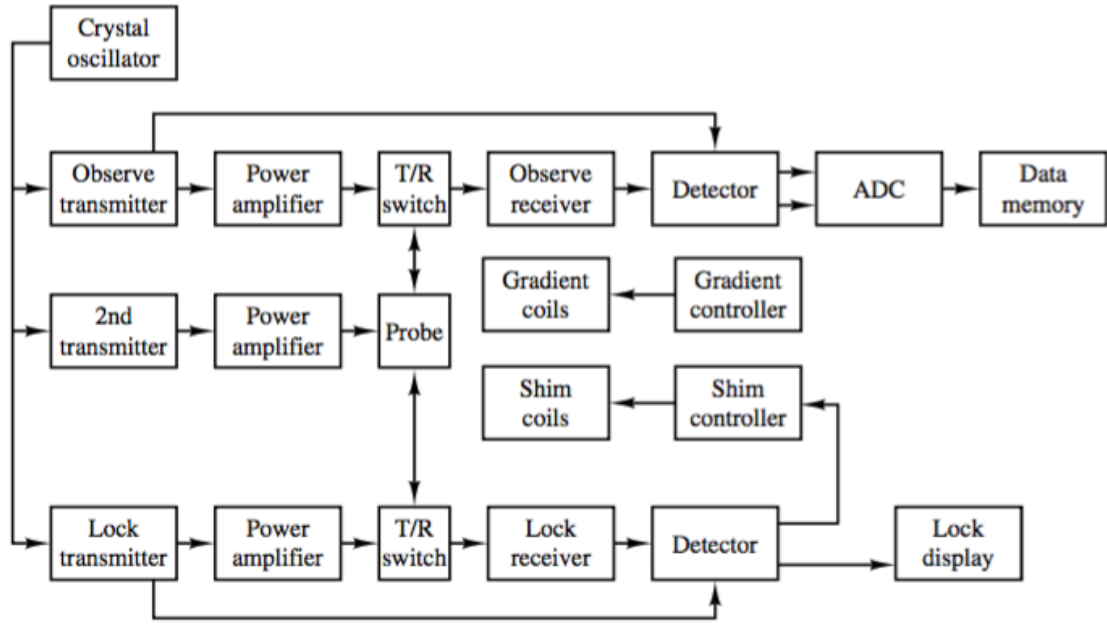 Crystal
oscillator
Observe
transmitter
Power
amplifier
T/R
switch
Observe
receiver
Detector
ADC
Data
memory
Gradient
coils
Gradient
controller
2nd
transmitter
Power
amplifier
Probe
Shim
coils
Shim
controller
Lock
transmitter
Power
amplifier
T/R
switch
Lock
receiver
Detector
Lock
display